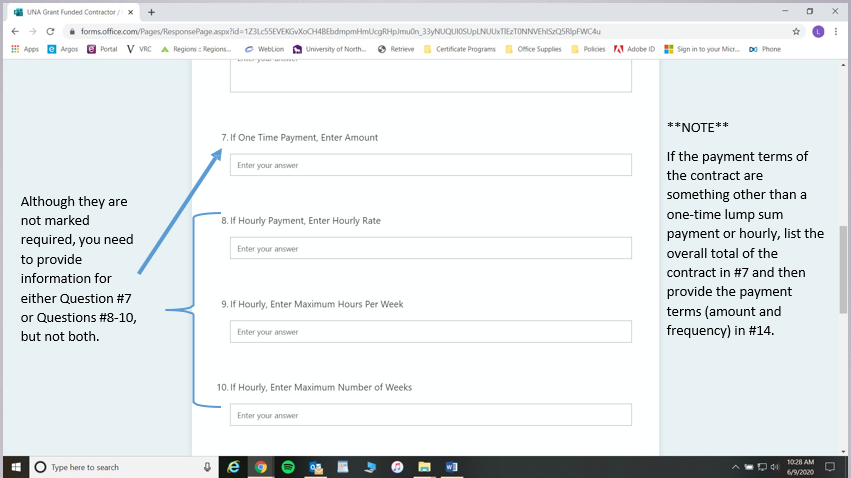 UNA Grant Funded Contractor / 
forms.office.com/Pages/ResponsePage.aspx?id=1Z3Lc55EVEKGvXoCH4BEbdmpmHmUcgRHpJmu0n_33yNUQUl0SUpLNUUxTlEzT0NNVEhISzQ5RlpFWC4u
L
Apps
Argos
Portal
VRC
Regions :: Regions...
WebLion
University of North...
Retrieve
Certificate Programs
Office Supplies
Policies
Adobe ID
Sign in to your Micr...
Phone
Enter your answer
7. If One Time Payment, Enter Amount
Enter your answer
8. If Hourly Payment, Enter Hourly Rate
Enter your answer
9. If Hourly, Enter Maximum Hours Per Week
Enter your answer
10. If Hourly, Enter Maximum Number of Weeks
Enter your answer
Although they are
not marked
required, you need
to provide
information for
either Question #7
or Questions #8-10,
but not both.
**NOTE**
If the payment terms of
the contract are
something other than a
one-time lump sum
payment or hourly, list the
overall total of the
contract in #7 and then
provide the payment
terms (amount and
frequency) in #14.
Type here to search
10:28 AM
6/9/2020